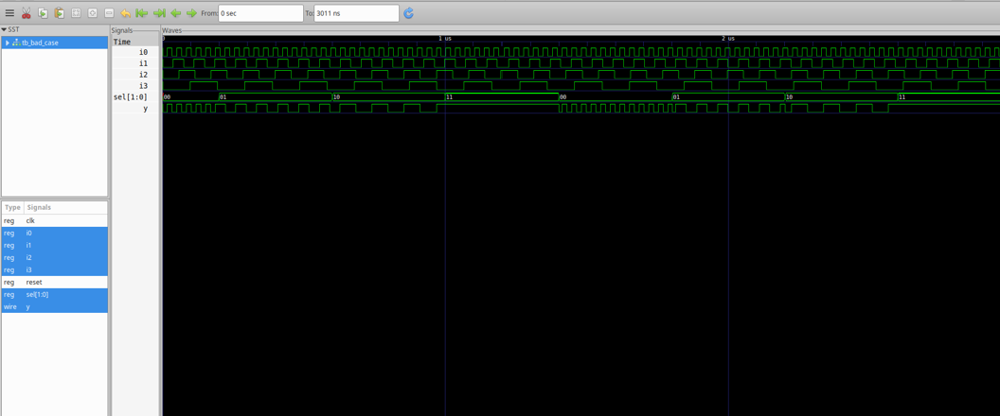 From: 0 sec To: 3011 ns
SST
tb_bad_case
Type Signals
reg clk
reg i0
reg i1
reg i2
reg i3
reg reset
reg sel[1:0]
wire y
Signals
Time
i0
i1
i2
i3
sel[1:0]
y
Waves
1 us 2 us
00 01 10 11 00 01 10 11